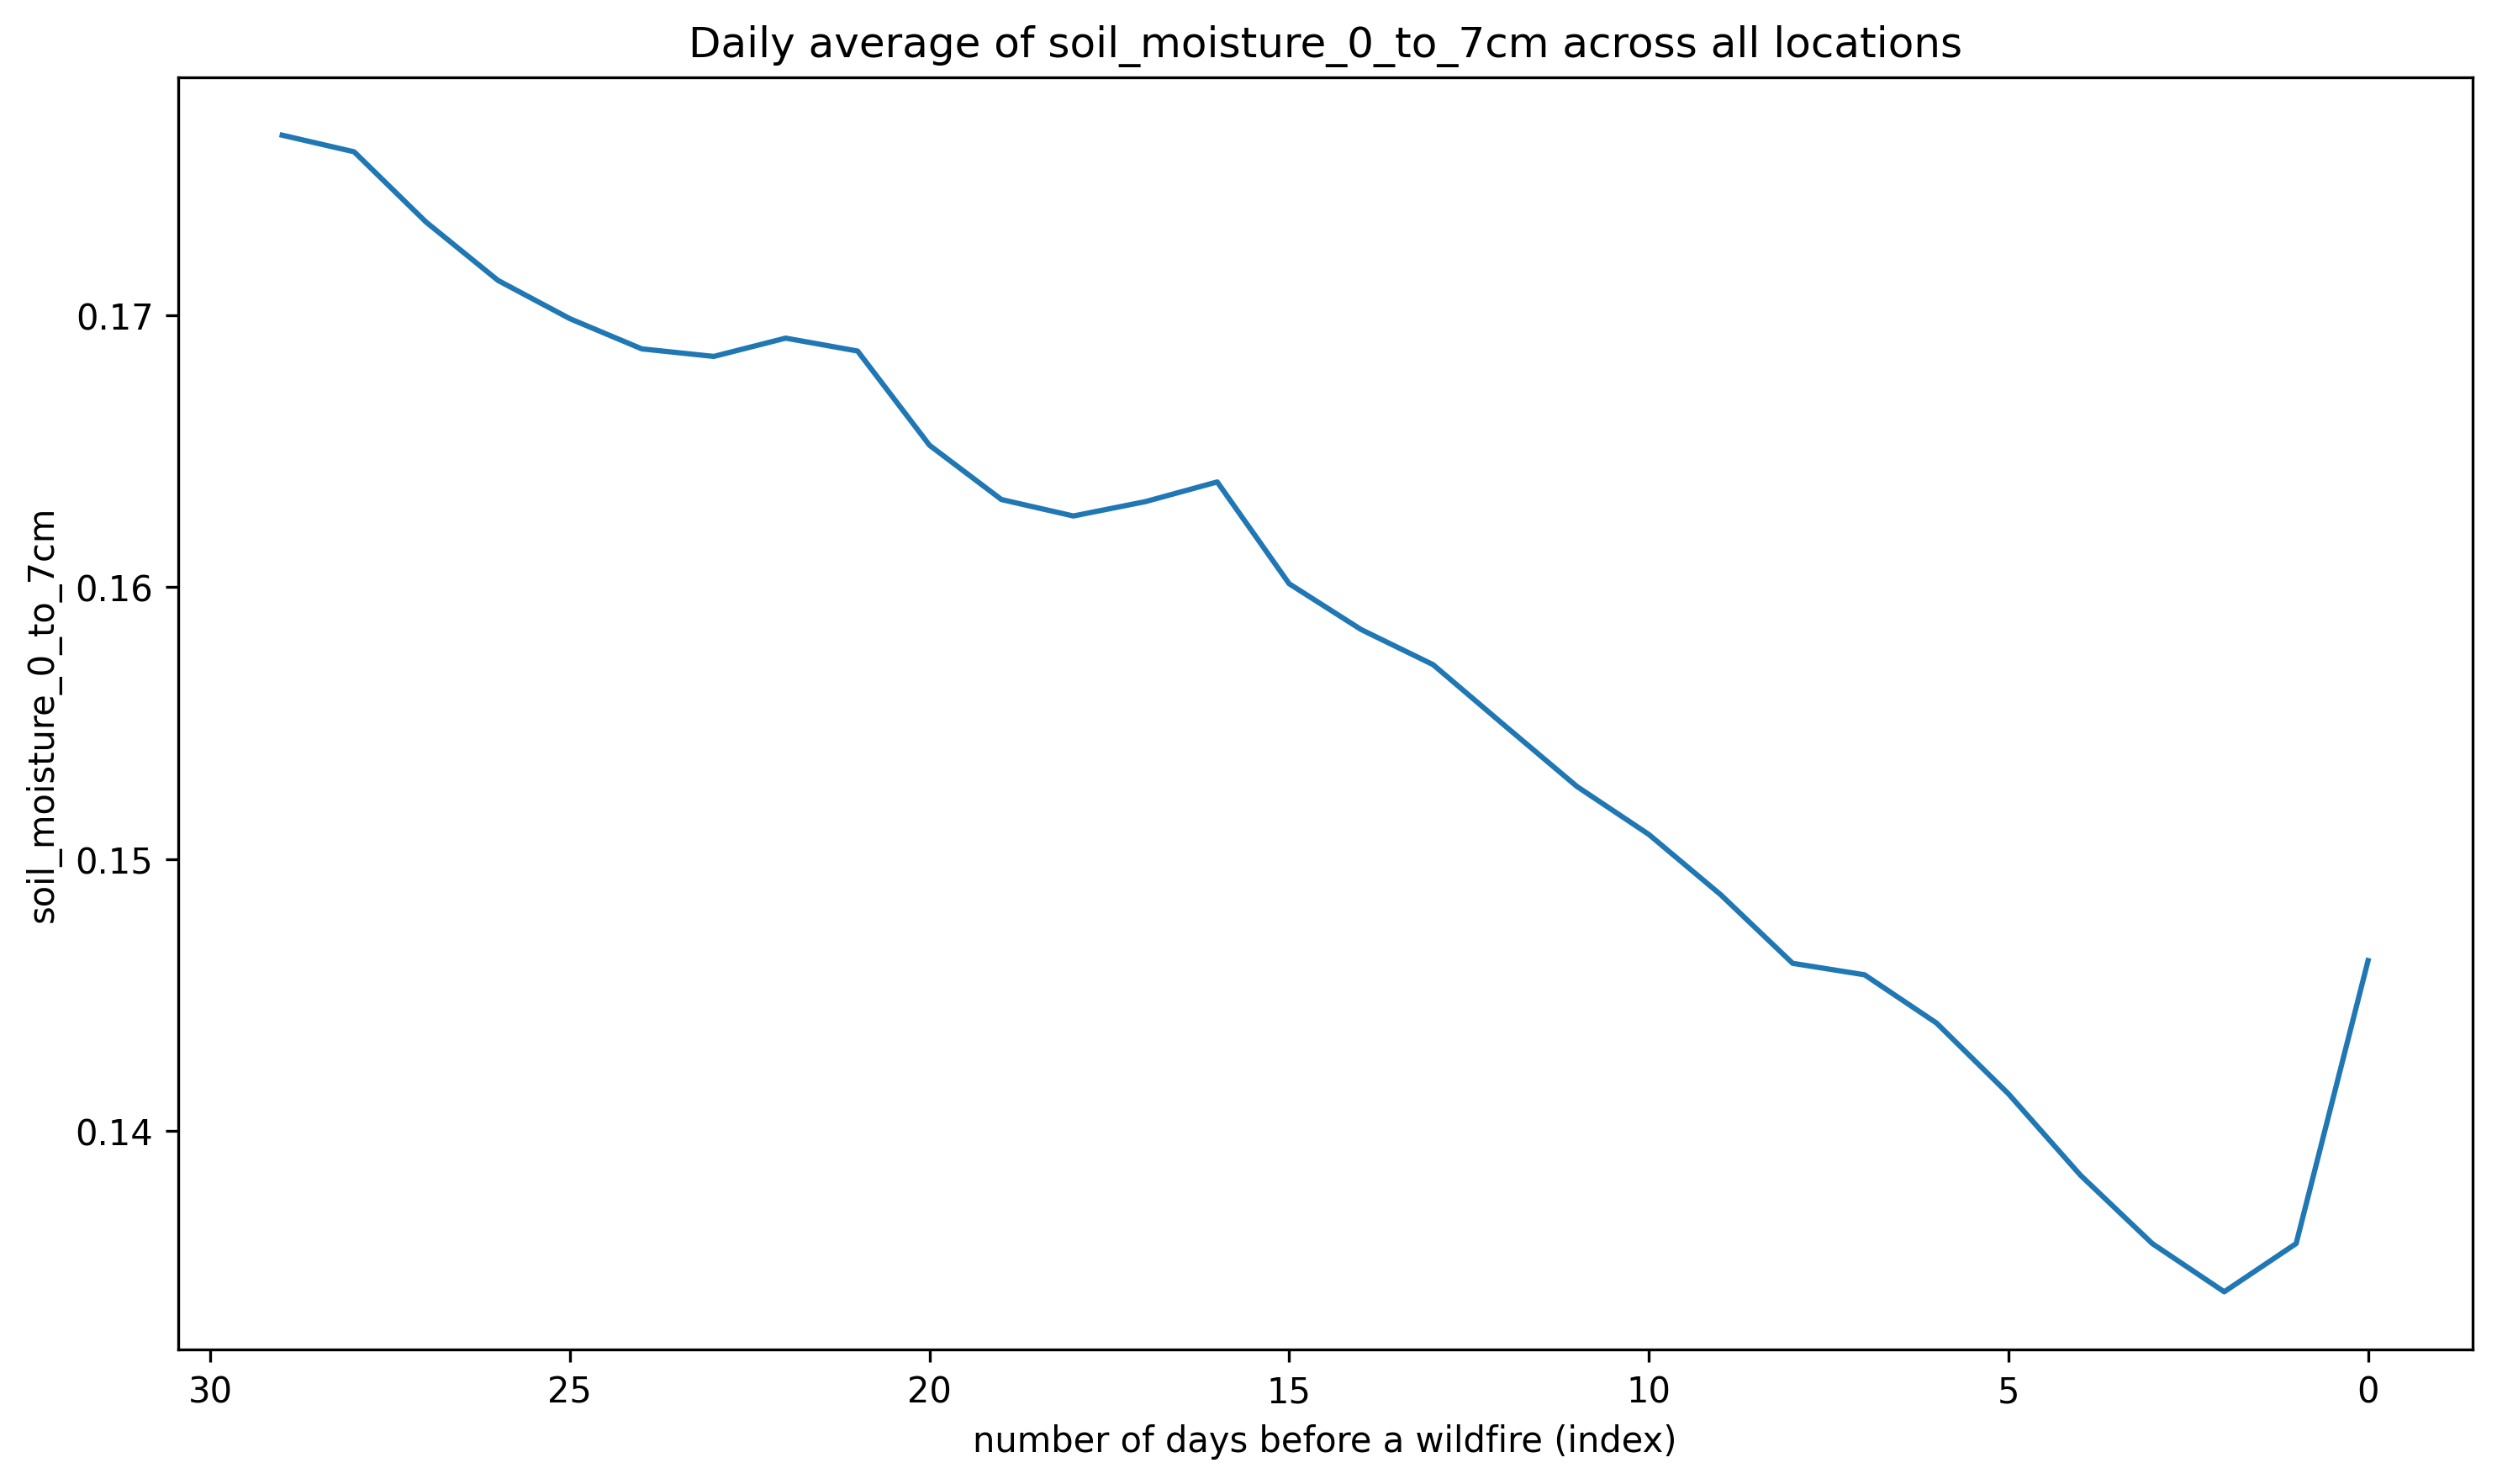 Daily average of soil_moisture_0_to_7cm across all locations
soil_moisture_0_to_7cm
0.17
0.16
0.15
0.14
30 25 20 15 10 5 0
number of days before a wildfire (index)